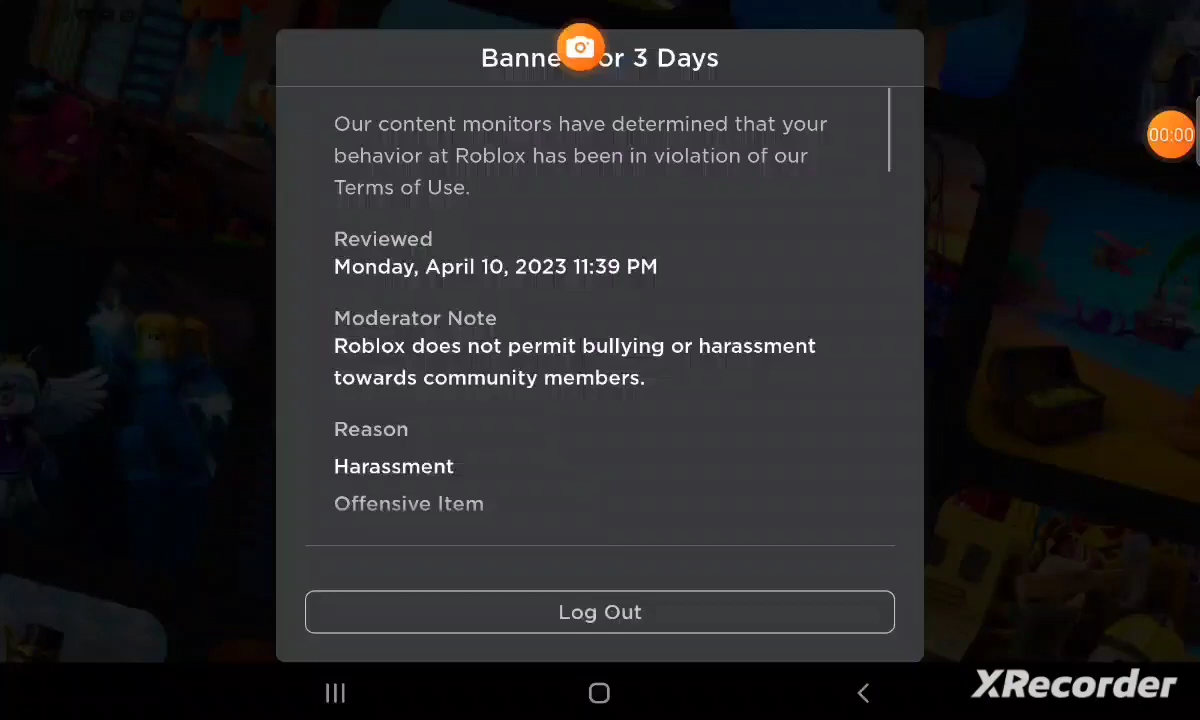 Banne or 3 Days
00:00
Our content monitors have determined that your
behavior at Roblox has been in violation of our
Terms of Use.
Reviewed
Monday, April 10, 2023 11:39 PM
Moderator Note
Roblox does not permit bullying or harassment
towards community members.
Reason
Harassment
Offensive Item
Log Out
XRecorder